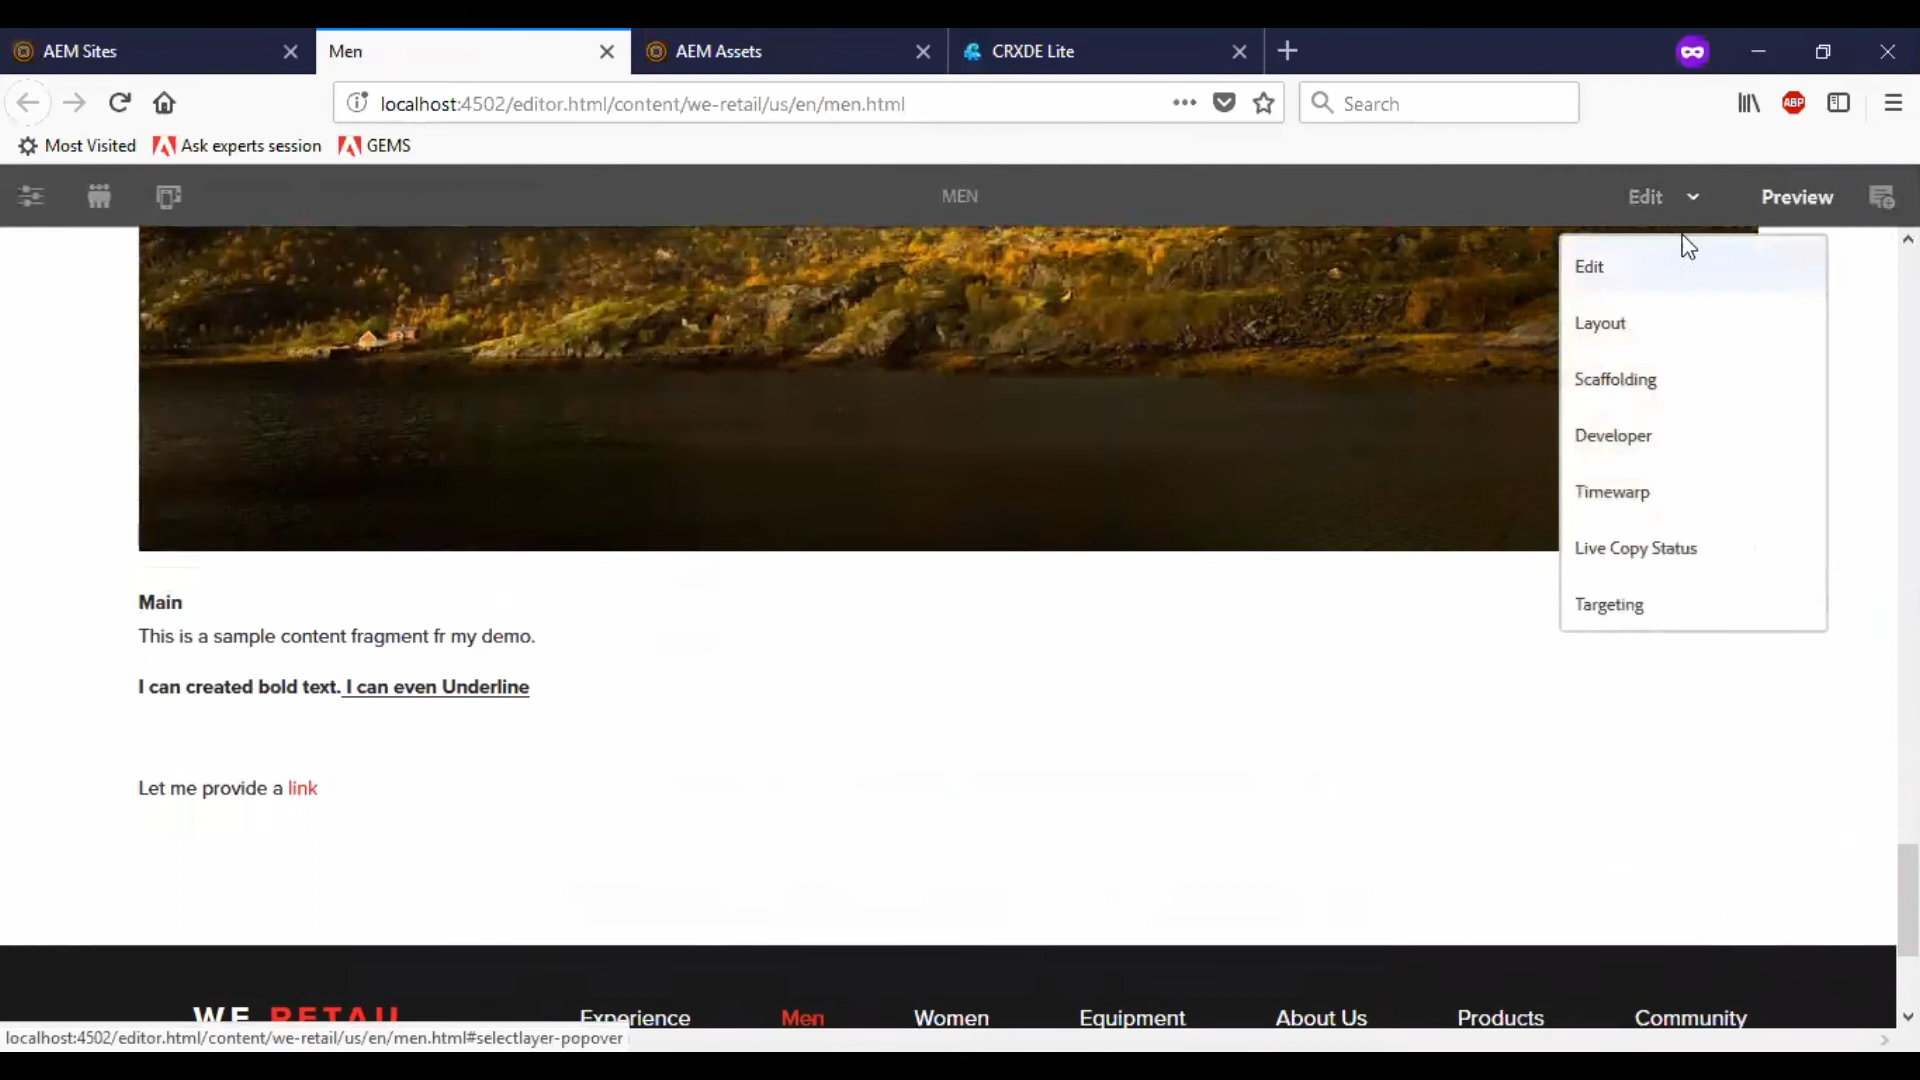 AEM Sites
Men
AEM Assets
CRXDE Lite
localhost:4502/editor.html/content/we-retail/us/en/men.html
Search
ABP
Most Visited
Ask experts session
GEMS
MEN
Edit
Preview
Edit
Layout
Scaffolding
Developer
Timewarp
Live Copy Status
Targeting
Main
This is a sample content fragment fr my demo.
I can created bold text. I can even Underline
Let me provide a link
WE RETAIL
Experience
Men
Women
Equipment
About Us
Products
Community
localhost:4502/editor.html/content/we-retail/us/en/men.html#selectlayer-popover